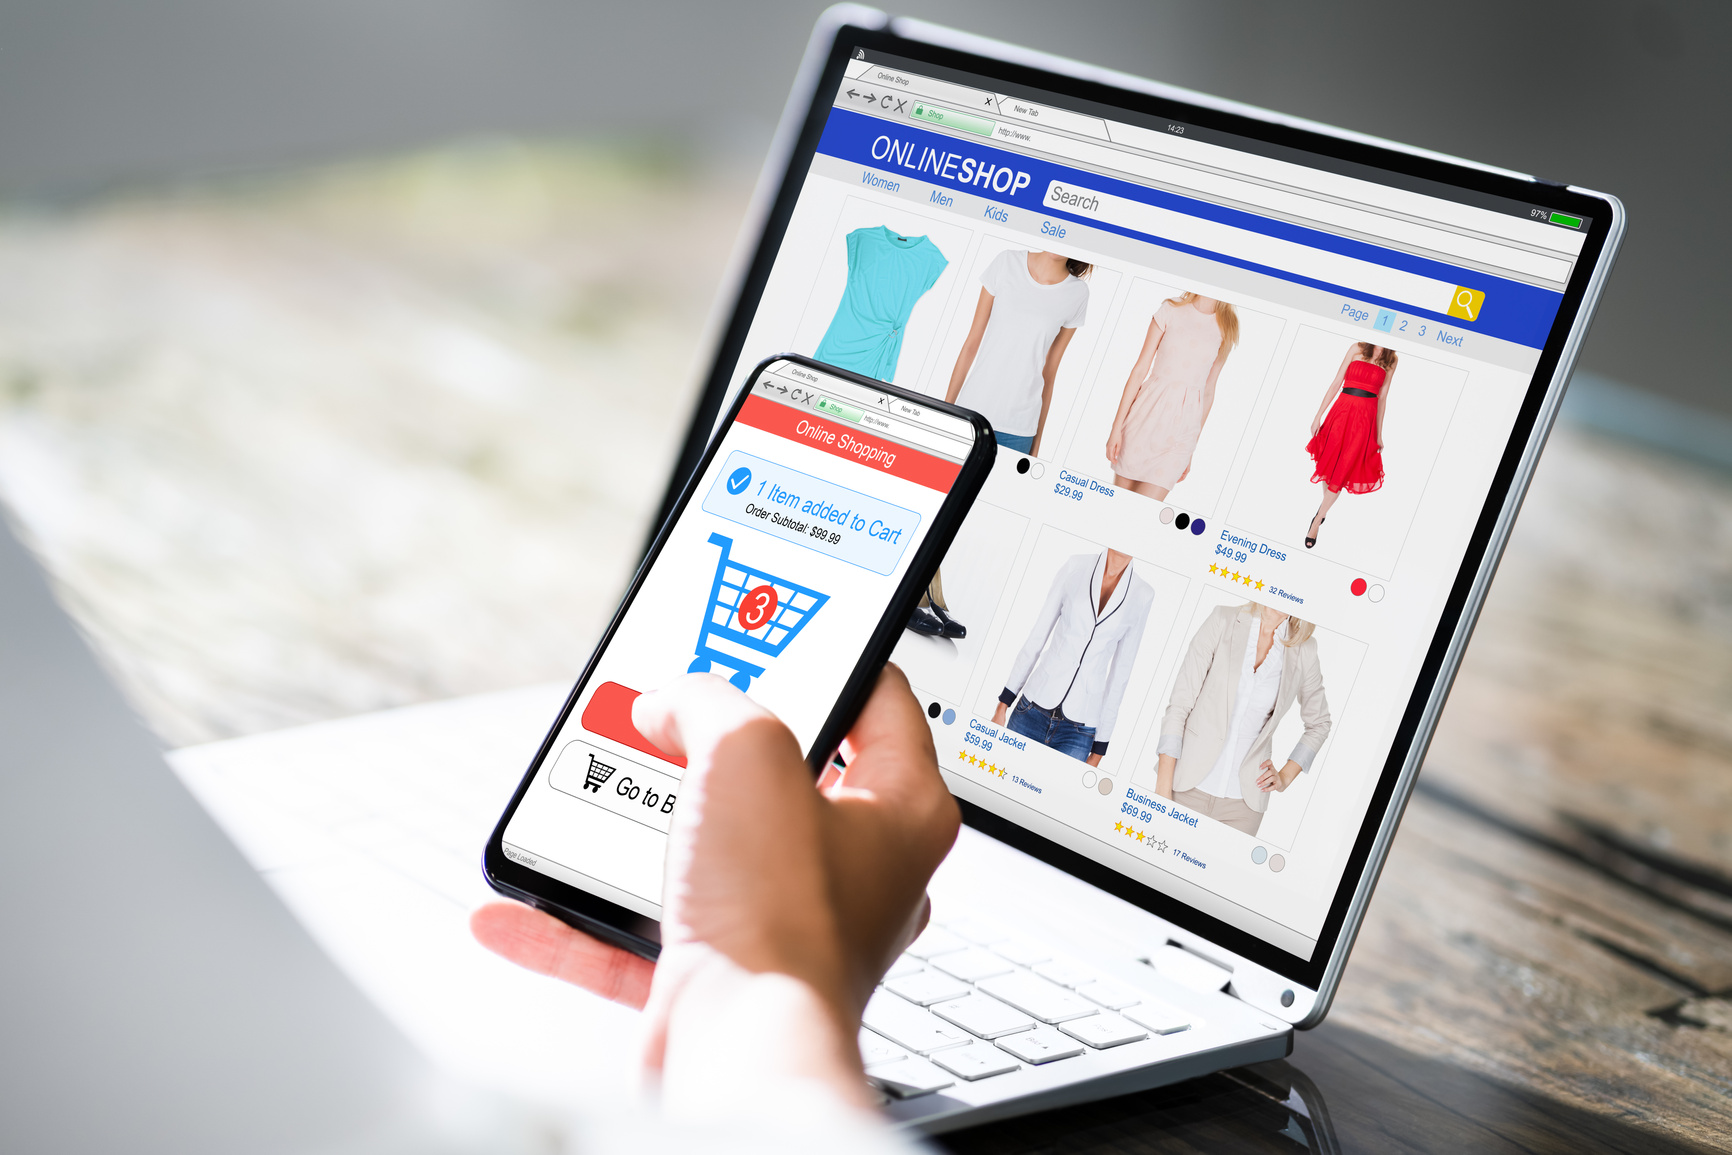 Online Shop
X
New Tab
14:23
97%
Shop
http://www.
ONLINESHOP
Search
Women
Men
Kids
Sale
Page
1
2
3
Next
Casual Dress
$29.99
Evening Dress
$49.99
32 Reviews
Casual Jacket
$59.99
13 Reviews
Business Jacket
$69.99
17 Reviews
Online Shop
X
New Tab
Shop
http://www.
Online Shopping
1 Item added to Cart
Order Subtotal: $99.99
3
Go to
Page Loaded